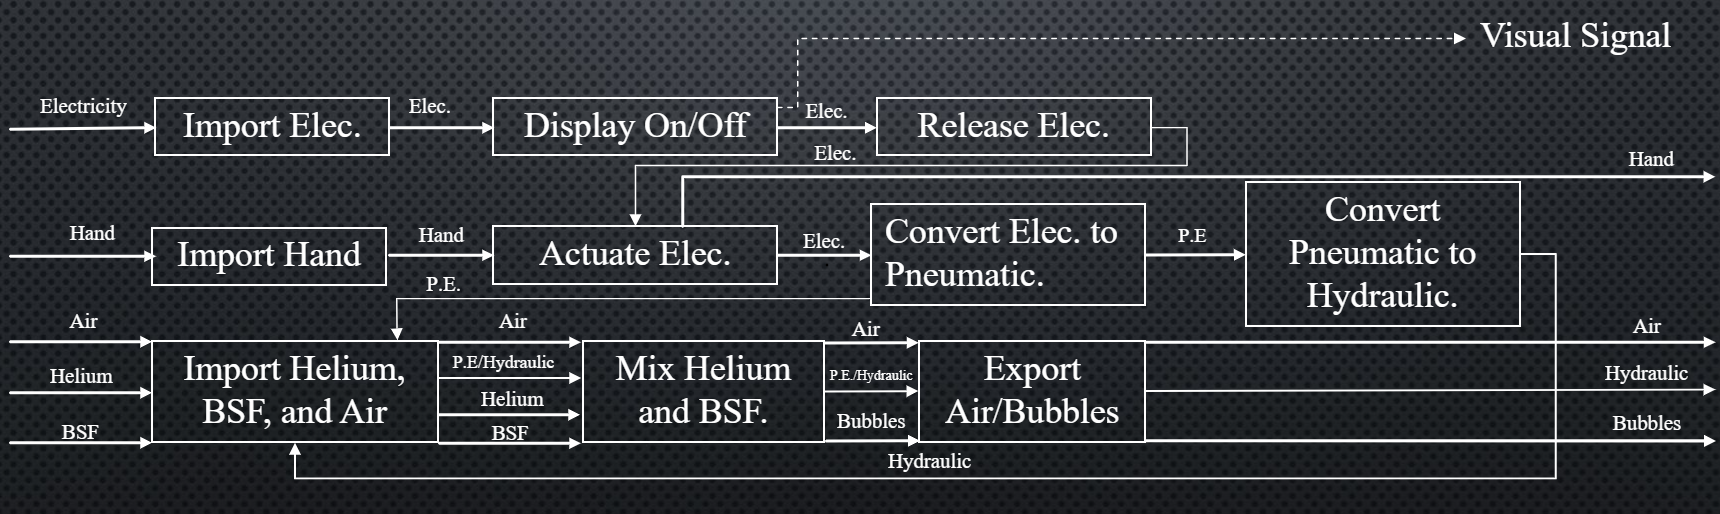 Visual Signal
Electricity
Import Elec.
Elec.
Display On/Off
Elec.
Release Elec.
Elec.
Hand
Hand
Import Hand
Hand
Actuate Elec.
Elec.
Convert Elec. to
Pneumatic.
P.E
Convert
Pneumatic to
Hydraulic.
P.E.
Air
Helium
BSF
Import Helium,
BSF, and Air
Air
P.E/Hydraulic
Helium
BSF
Mix Helium
and BSF.
Air
P.E./Hydraulic
Bubbles
Export
Air/Bubbles
Air
Hydraulic
Bubbles
Hydraulic